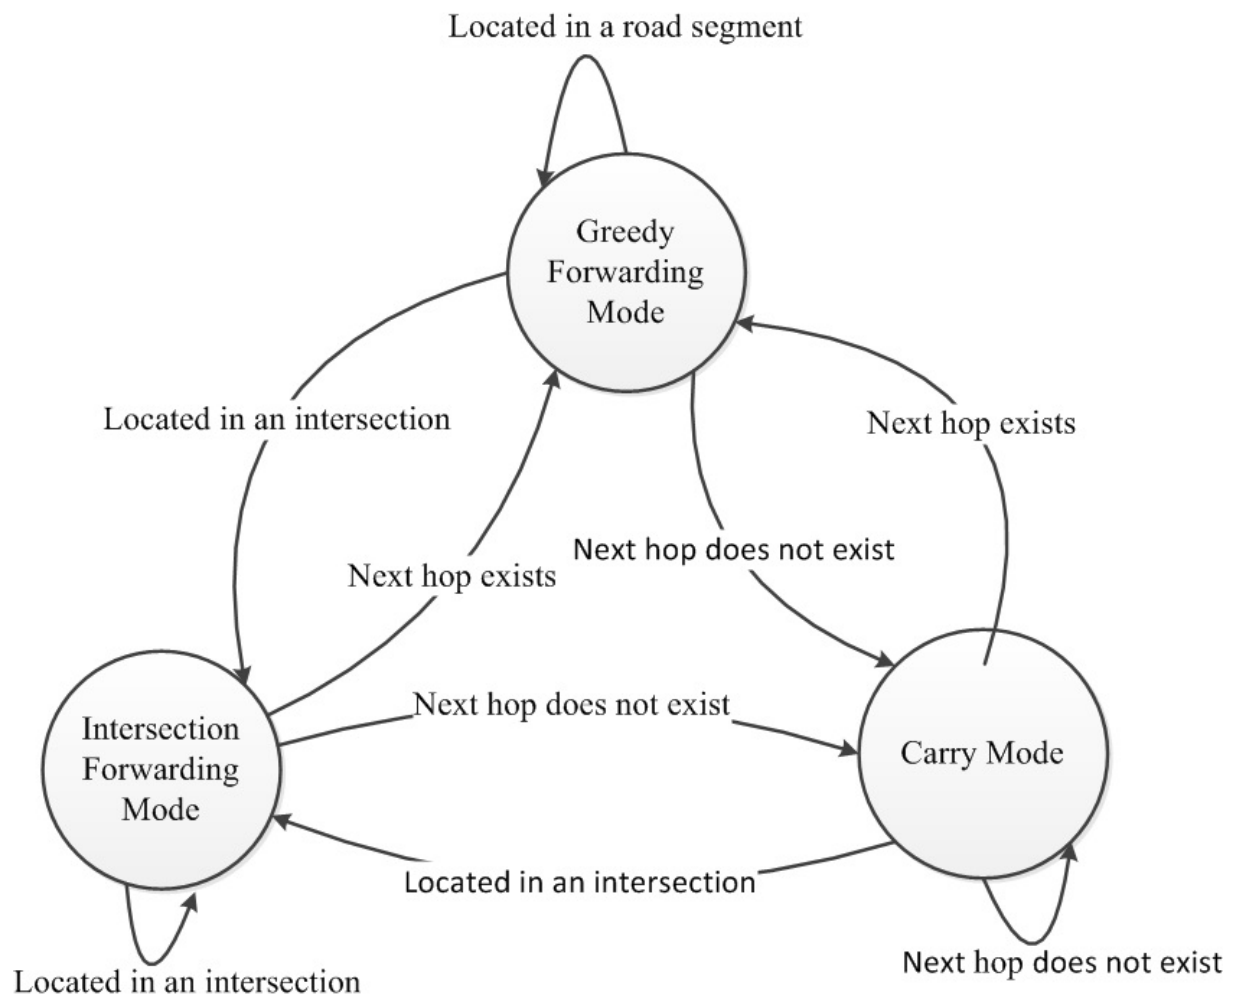 Located in a road segment
Greedy
Forwarding
Mode
Located in an intersection
Next hop exists
Next hop does not exist
Next hop exists
Next hop does not exist
Intersection
Forwarding
Mode
Carry Mode
Located in an intersection
Next hop does not exist
Located in an intersection